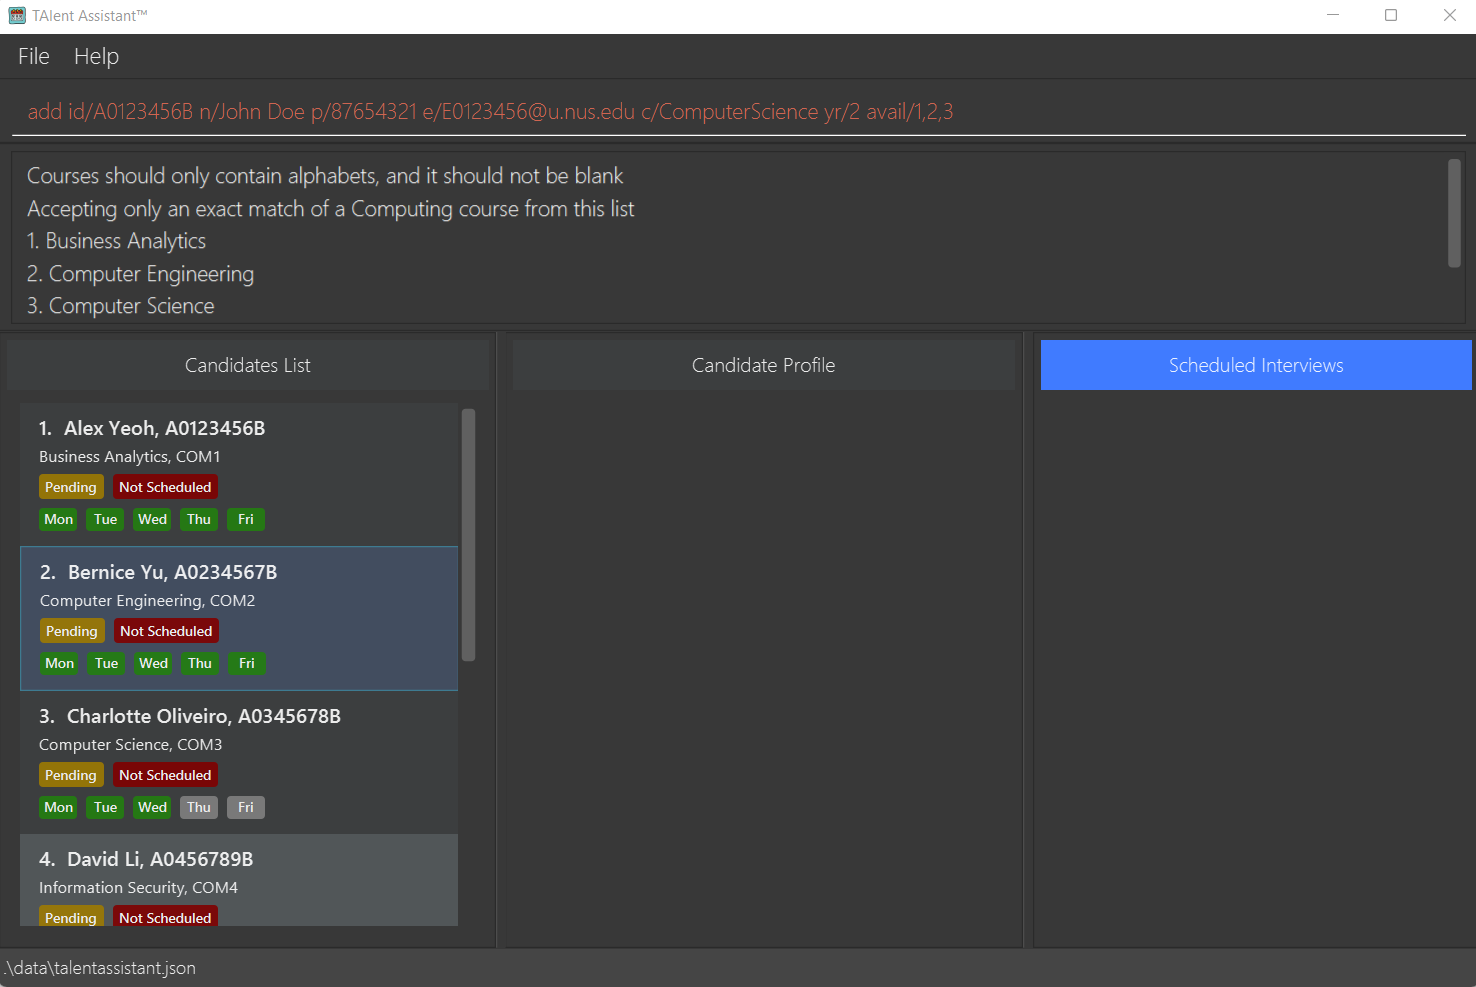 TAlent Assistant™
File Help
add id/A0123456B n/John Doe p/87654321 e/E0123456@u.nus.edu c/ComputerScience yr/2 avail/1,2,3
Courses should only contain alphabets, and it should not be blank
Accepting only an exact match of a Computing course from this list
1. Business Analytics
2. Computer Engineering
3. Computer Science
Candidates List
1. Alex Yeoh, A0123456B
Business Analytics, COM1
Pending Not Scheduled
Mon Tue Wed Thu Fri
2. Bernice Yu, A0234567B
Computer Engineering, COM2
Pending Not Scheduled
Mon Tue Wed Thu Fri
3. Charlotte Oliveiro, A0345678B
Computer Science, COM3
Pending Not Scheduled
Mon Tue Wed Thu Fri
4. David Li, A0456789B
Information Security, COM4
Pending Not Scheduled
Candidate Profile
Scheduled Interviews
.\data\talentassistant.json